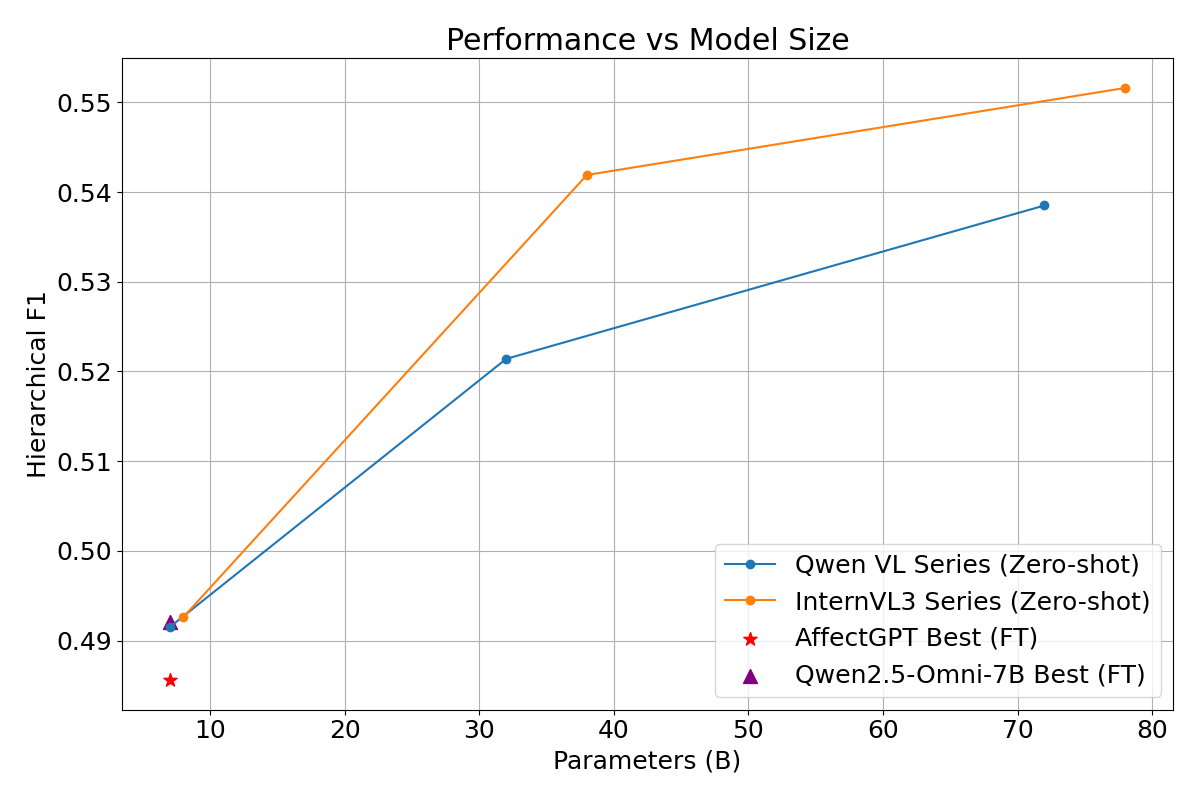 Performance vs Model Size
Hierarchical F1
0.55
0.54
0.53
0.52
0.51
0.50
0.49
10 20 30 40 50 60 70 80
Parameters (B)
Qwen VL Series (Zero-shot)
InternVL3 Series (Zero-shot)
AffectGPT Best (FT)
Qwen2.5-Omni-7B Best (FT)